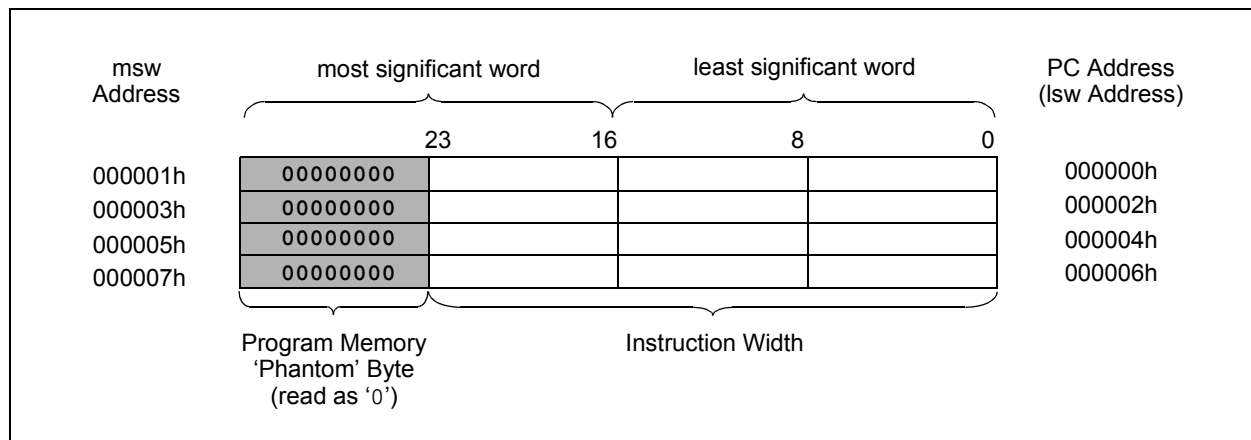 msw
Address
most significant word
least significant word
PC Address
(lsw Address)
23 16 8 0
000001h 00000000 000000h
000003h 00000000 000002h
000005h 00000000 000004h
000007h 00000000 000006h
Program Memory
‘Phantom’ Byte
(read as ‘0’)
Instruction Width